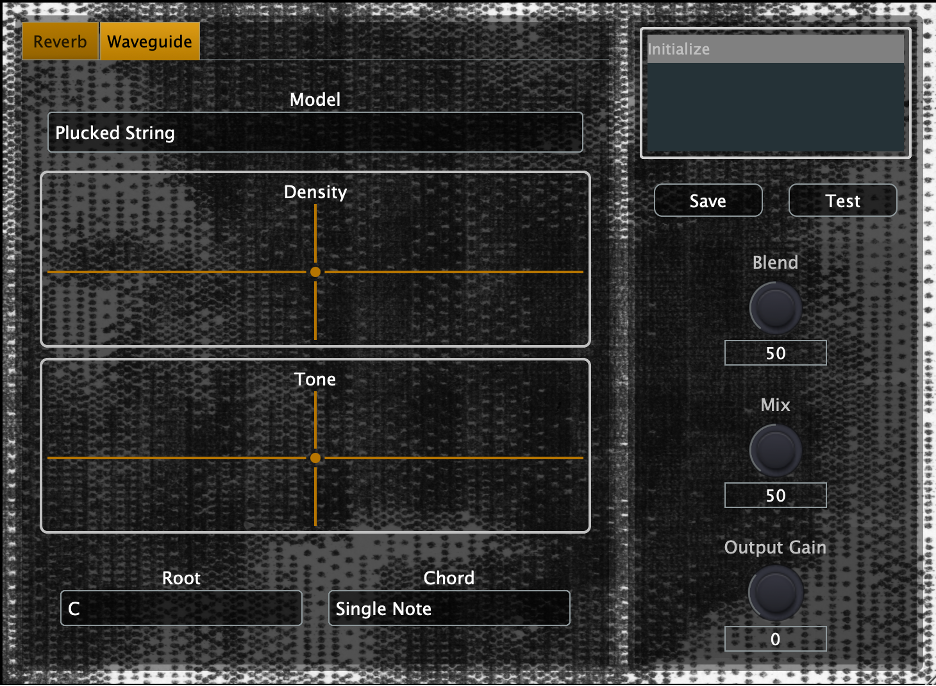 Reverb
Waveguide
Model
Plucked String
Density
Tone
Root
Chord
C
Single Note
Initialize
Save
Test
Blend
50
Mix
50
Output Gain
0